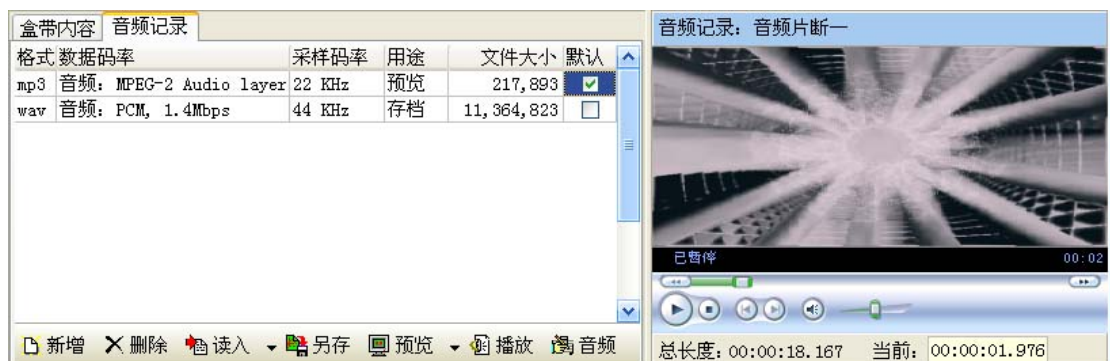 盒带内容 音频记录
格式 数据码率 采样码率 用途 文件大小 默认
mp3 音频: MPEG-2 Audio layer 22 KHz 预览 217,893
wav 音频: PCM, 1.4Mbps 44 KHz 存档 11,364,823
新增 删除 读入 另存 预览 播放 音频
音频记录: 音频片断一
已暂停 00:02
总长度: 00:00:18.167 当前: 00:00:01.976